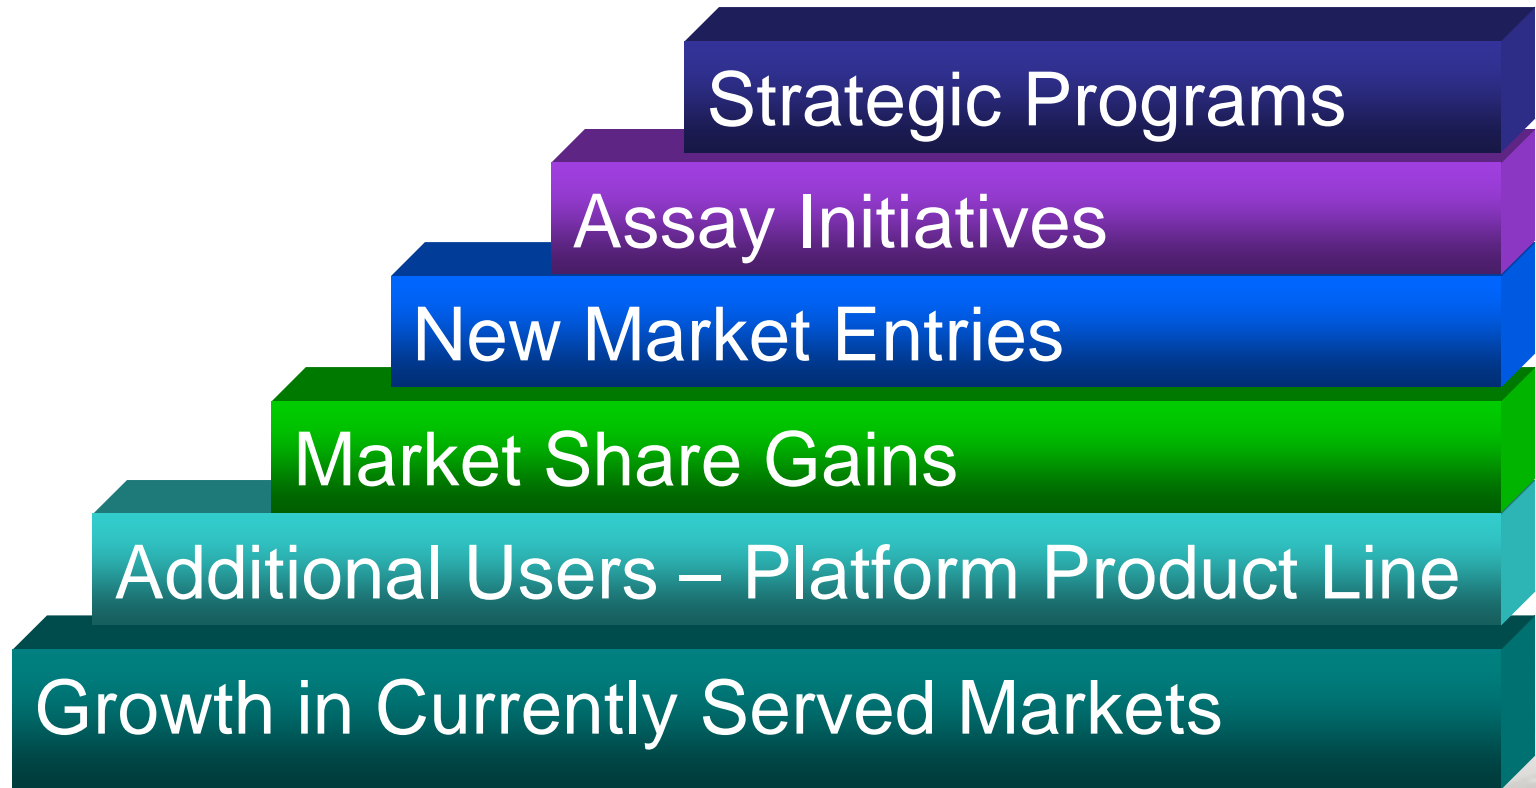 Strategic Programs
Assay Initiatives
New Market Entries
Market Share Gains
Additional Users – Platform Product Line
Growth in Currently Served Markets